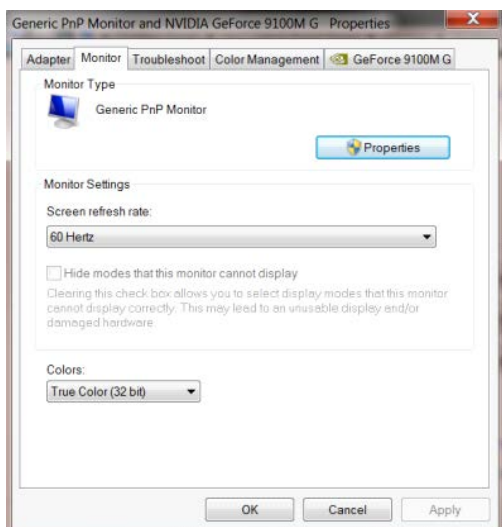 Generic PnP Monitor and NVIDIA GeForce 9100M G   Properties
Adapter Monitor Troubleshoot Color Management GeForce 9100M G
Monitor Type
Generic PnP Monitor
Properties
Monitor Settings
Screen refresh rate:
60 Hertz
Hide modes that this monitor cannot display
Clearing this check box allows you to select display modes that this monitor
cannot display correctly. This may lead to an unusable display and/or
damaged hardware.
Colors:
True Color (32 bit)
OK Cancel Apply